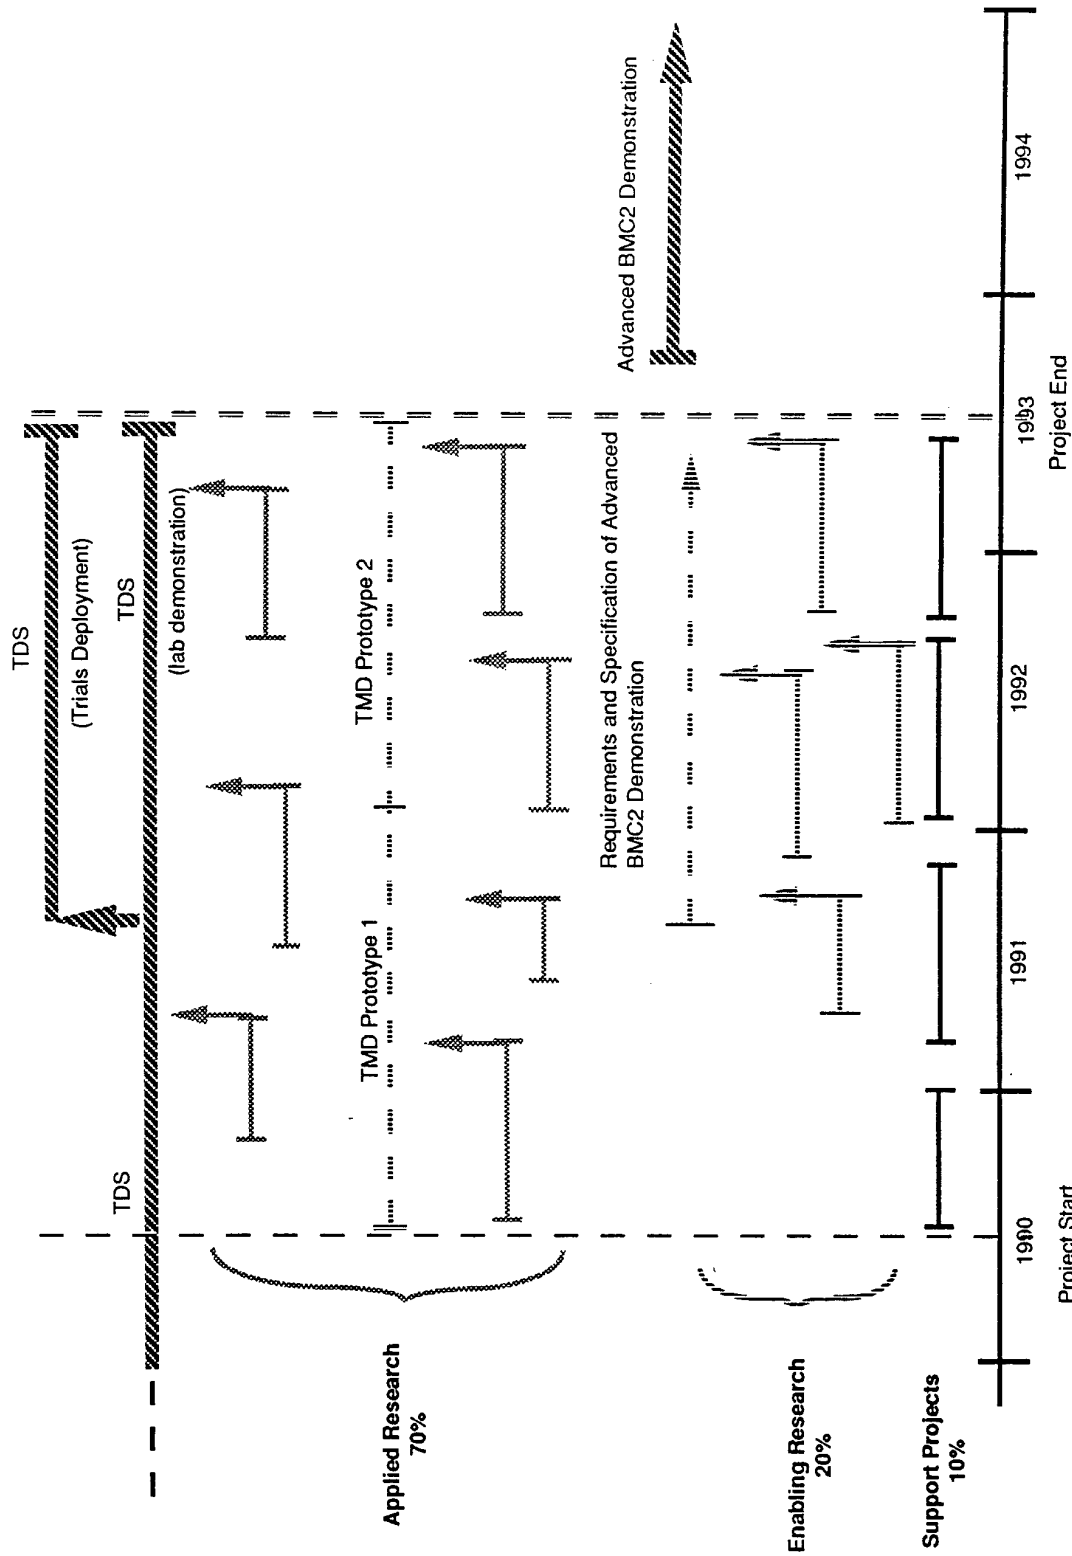 TDS
(Trials Deployment)
TDS
TDS
(lab demonstration)
Applied Research
70%
TMD Prototype 1
TMD Prototype 2
Advanced BMC2 Demonstration
Requirements and Specification of Advanced
BMC2 Demonstration
Enabling Research
20%
Support Projects
10%
1990
1991
1992
1993
1994
Project Start
Project End